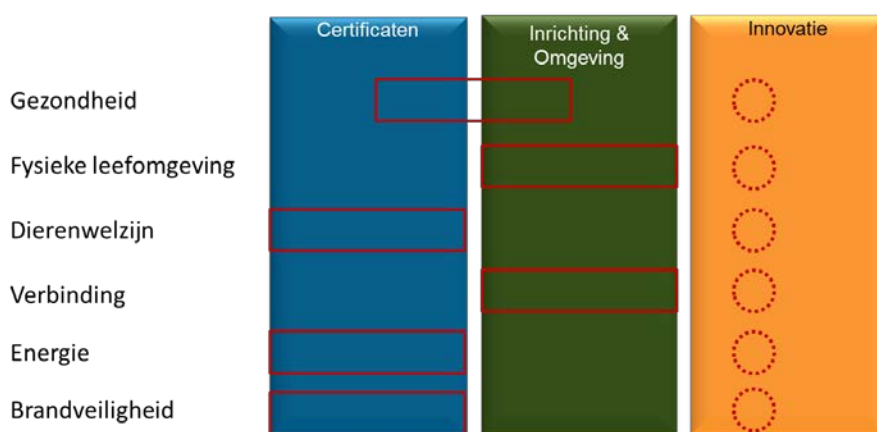 Certificaten
Inrichting &
Omgeving
Innovatie
Gezondheid
Fysieke leefomgeving
Dierenwelzijn
Verbinding
Energie
Brandveiligheid